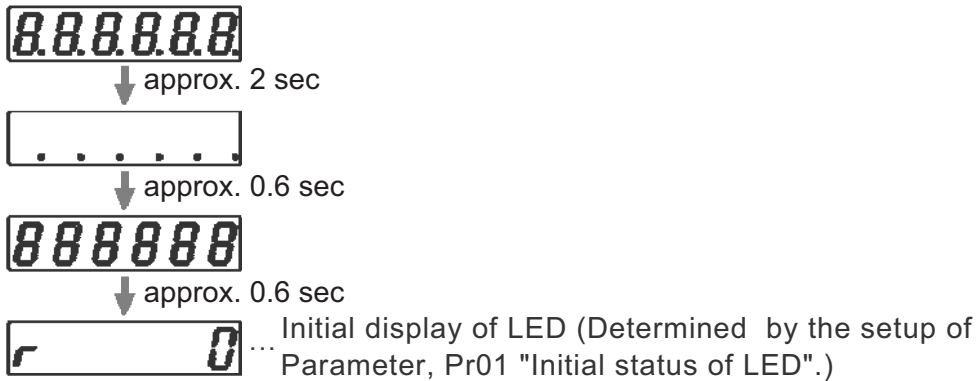 8.8.8.8.8.8.
approx. 2 sec
. . . . . .
approx. 0.6 sec
888888
approx. 0.6 sec
r 0 ... Initial display of LED (Determined by the setup of
Parameter, Pr01 "Initial status of LED".)